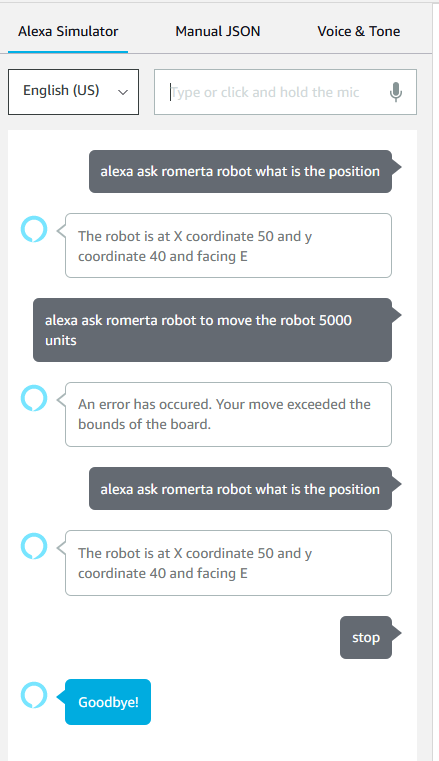 Alexa Simulator
Manual JSON
Voice & Tone
English (US)
Type or click and hold the mic
alexa ask romerta robot what is the position
The robot is at X coordinate 50 and y
coordinate 40 and facing E
alexa ask romerta robot to move the robot 5000
units
An error has occured. Your move exceeded the
bounds of the board.
alexa ask romerta robot what is the position
The robot is at X coordinate 50 and y
coordinate 40 and facing E
stop
Goodbye!